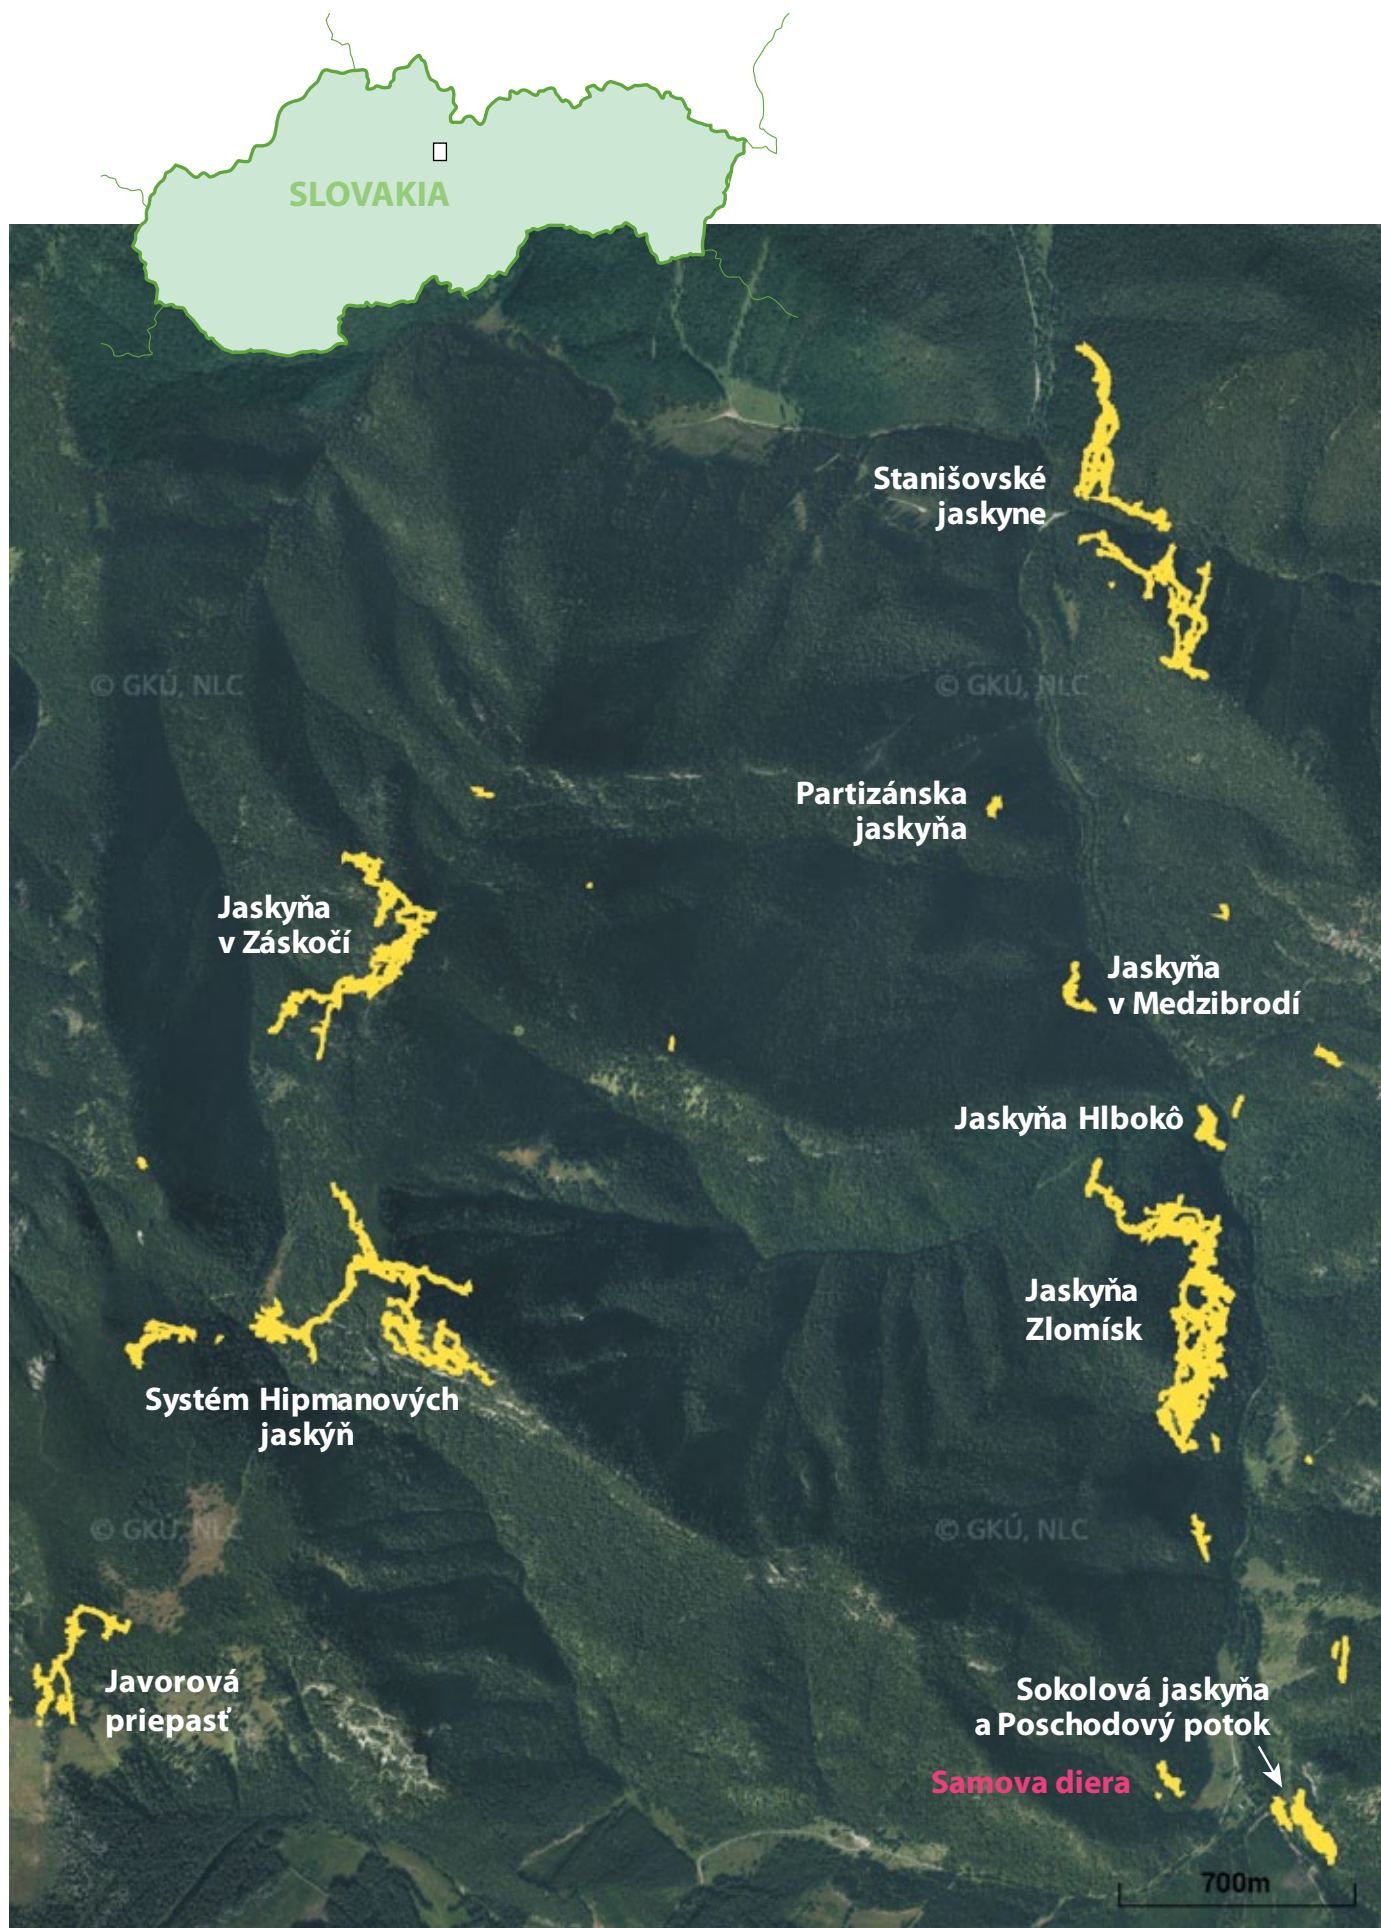 SLOVAKIA
Stanišovské
jaskyne
© GKÚ, NLC
© GKÚ, NLC
Partizánska
jaskyňa
Jaskyňa
v Záskočí
Jaskyňa
v Medzibrodí
Jaskyňa Hlbokô
Jaskyňa
Zlomísk
Systém Hipmanových
jaskýň
© GKÚ, NLC
© GKÚ, NLC
Javorová
priepasť
Sokolová jaskyňa
a Poschodový potok
Samova diera
700m